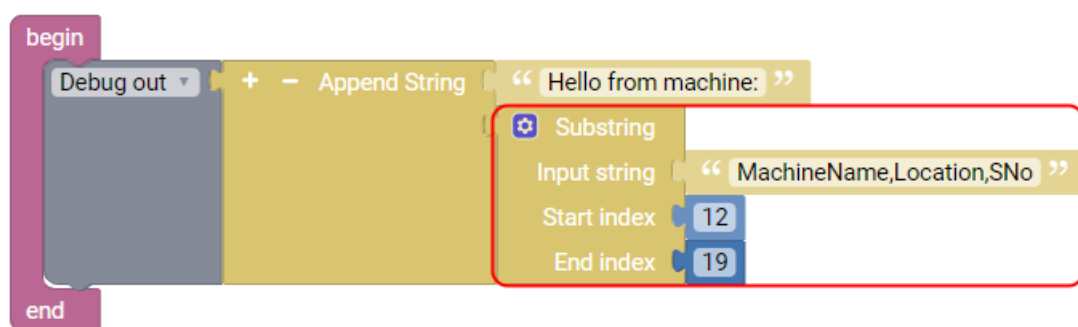 begin
Debug out + − Append String “ Hello from machine: ”
Substring
Input string “ MachineName,Location,SNo ”
Start index 12
End index 19
end